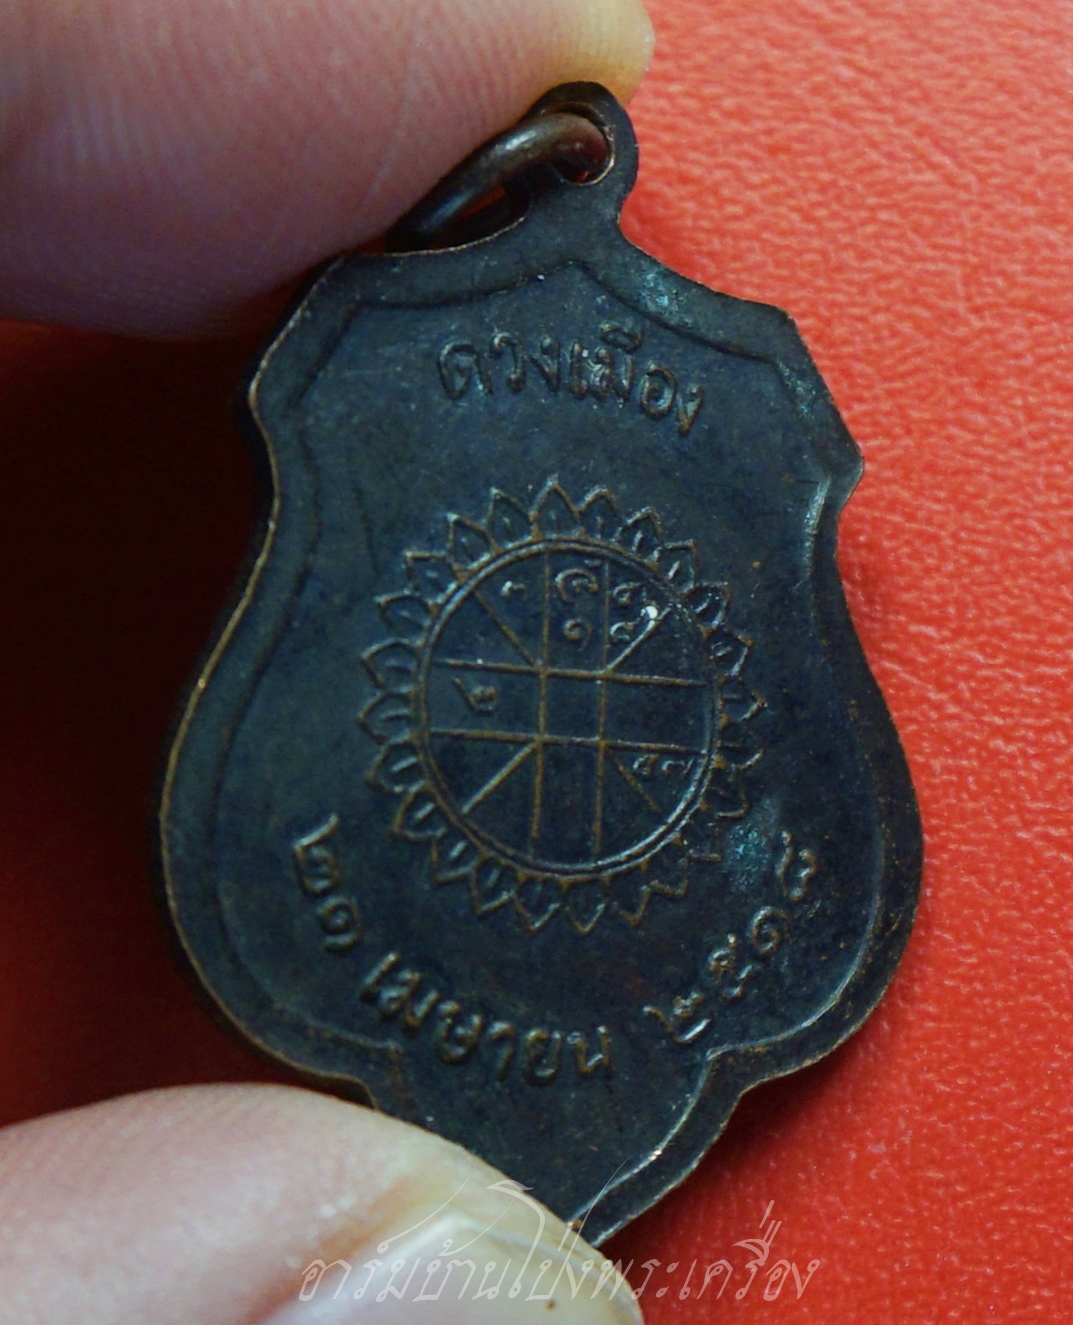 ดวงเมือง
๒๑ เมษายน ๒๕๑๘
อาร์มบ้านโป่งพระเครื่อง